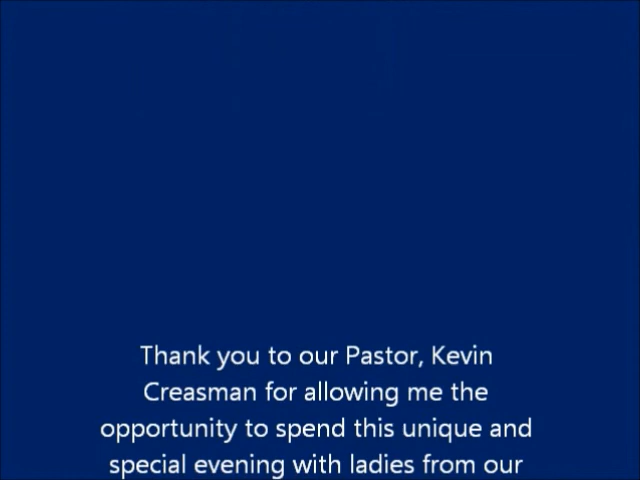 Thank you to our Pastor, Kevin
Creasman for allowing me the
opportunity to spend this unique and
special evening with ladies from our